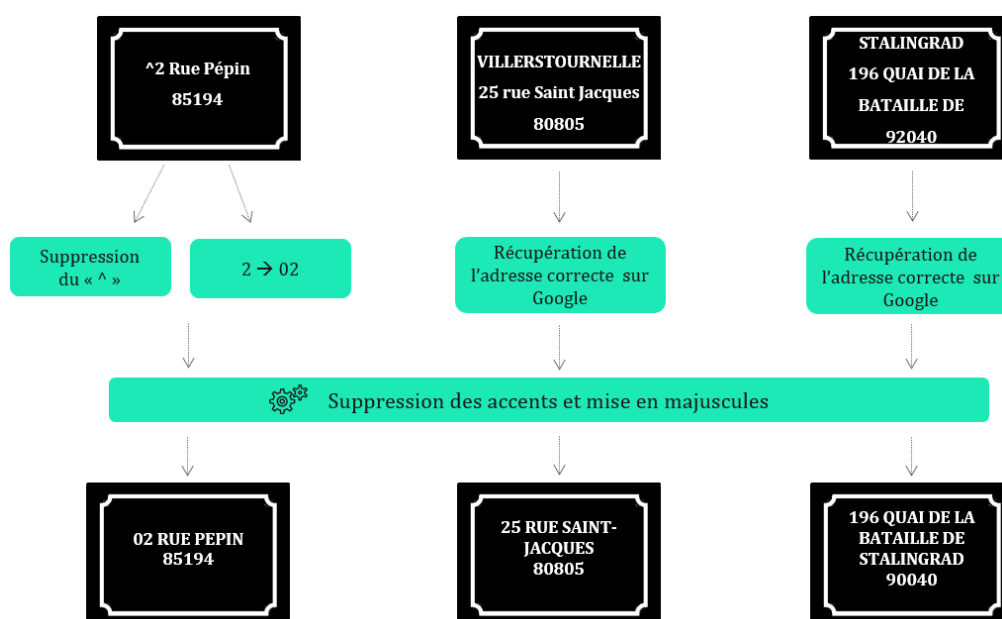 ^2 Rue Pépin
85194
VILLERSTOURNELLE
25 rue Saint Jacques
80805
STALINGRAD
196 QUAI DE LA
BATAILLE DE
92040
Suppression
du « ^ »
2 → 02
Récupération de
l'adresse correcte sur
Google
Récupération de
l'adresse correcte sur
Google
Suppression des accents et mise en majuscules
02 RUE PEPIN
85194
25 RUE SAINT-
JACQUES
80805
196 QUAI DE LA
BATAILLE DE
STALINGRAD
90040